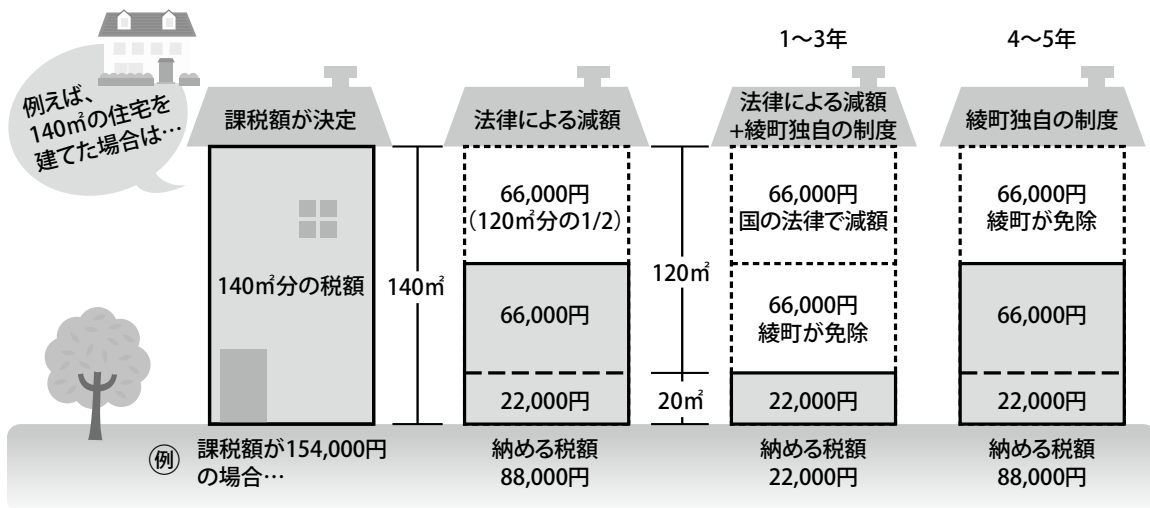 例えば、
140㎡の住宅を
建てた場合は…
課税額が決定
140㎡分の税額
140㎡
法律による減額
66,000円
(120㎡分の1/2)
66,000円
22,000円
120㎡
20㎡
1〜3年
法律による減額
+綾町独自の制度
66,000円
国の法律で減額
66,000円
綾町が免除
22,000円
4〜5年
綾町独自の制度
66,000円
綾町が免除
66,000円
22,000円
例
課税額が154,000円
の場合…
納める税額
88,000円
納める税額
22,000円
納める税額
88,000円